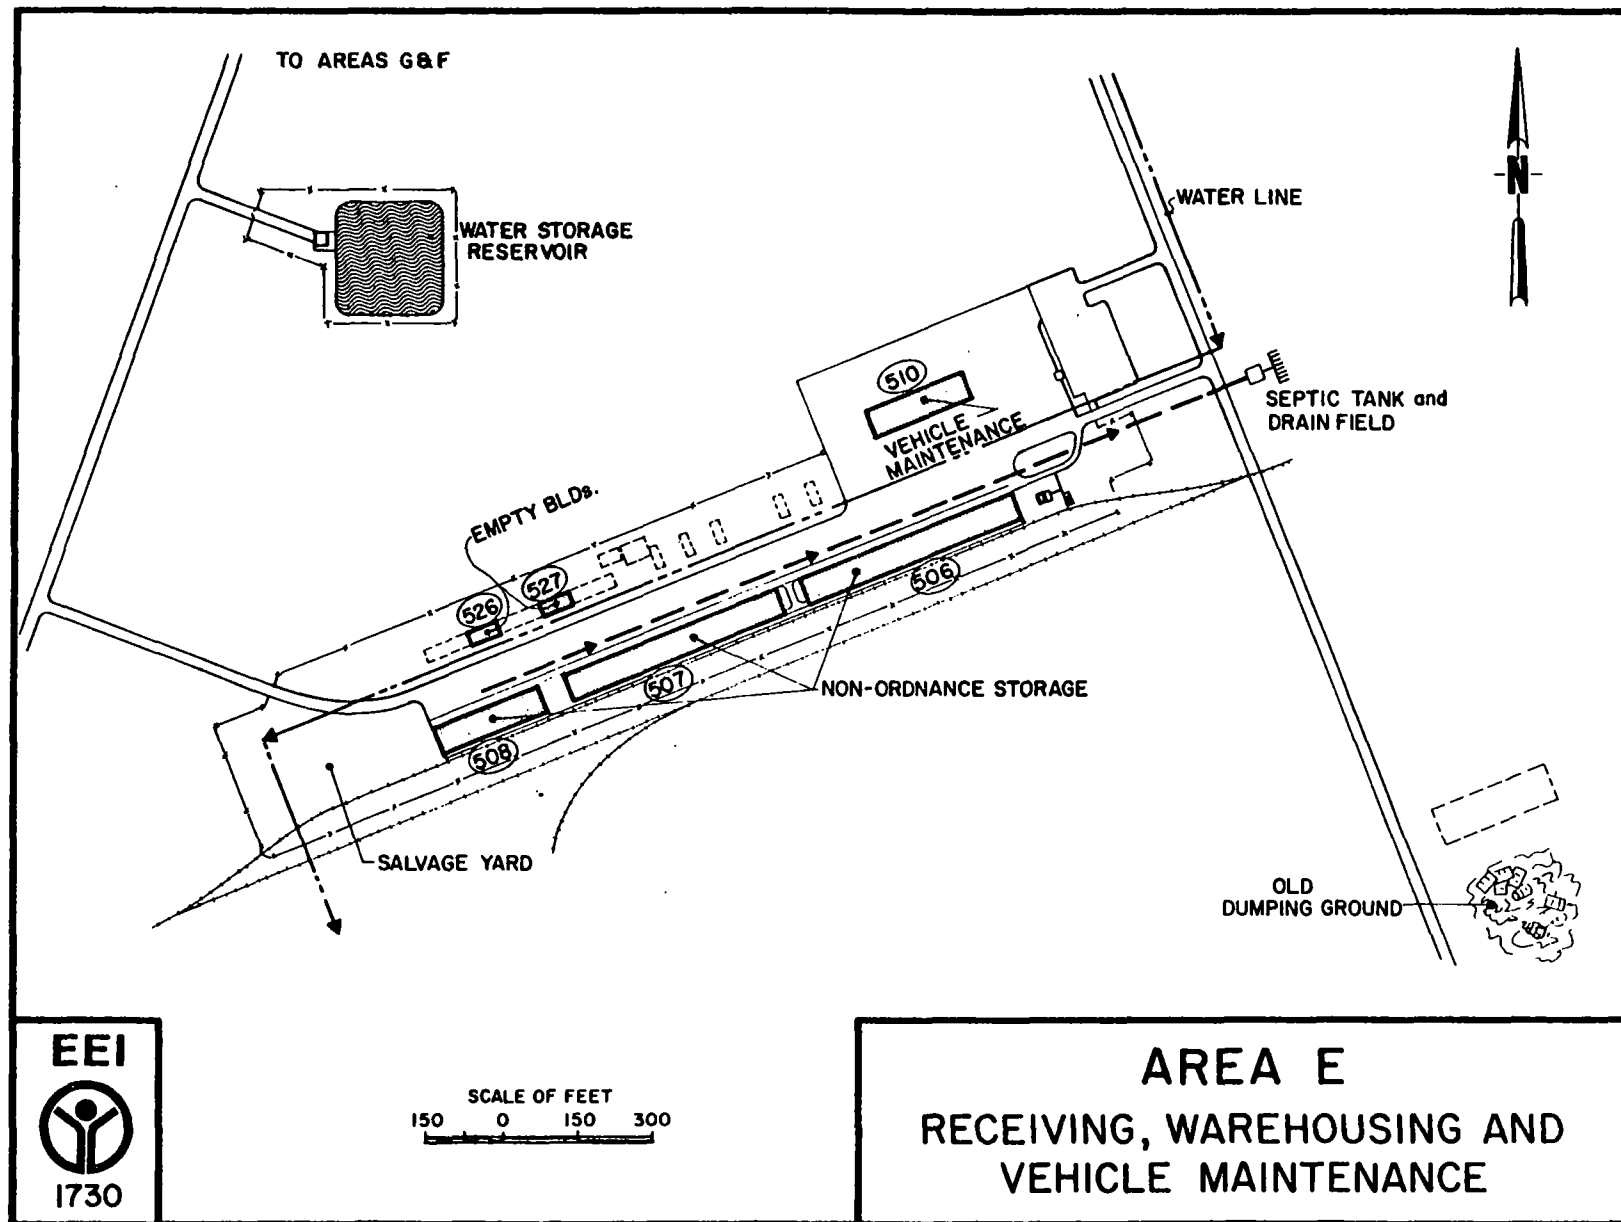 TO AREAS G&F
N
WATER LINE
WATER STORAGE
RESERVOIR
510
VEHICLE
MAINTENANCE
SEPTIC TANK and
DRAIN FIELD
EMPTY BLDs.
527
526
506
507
NON-ORDNANCE STORAGE
508
SALVAGE YARD
OLD
DUMPING GROUND
EEI
1730
SCALE OF FEET
150 0 150 300
AREA E
RECEIVING, WAREHOUSING AND
VEHICLE MAINTENANCE